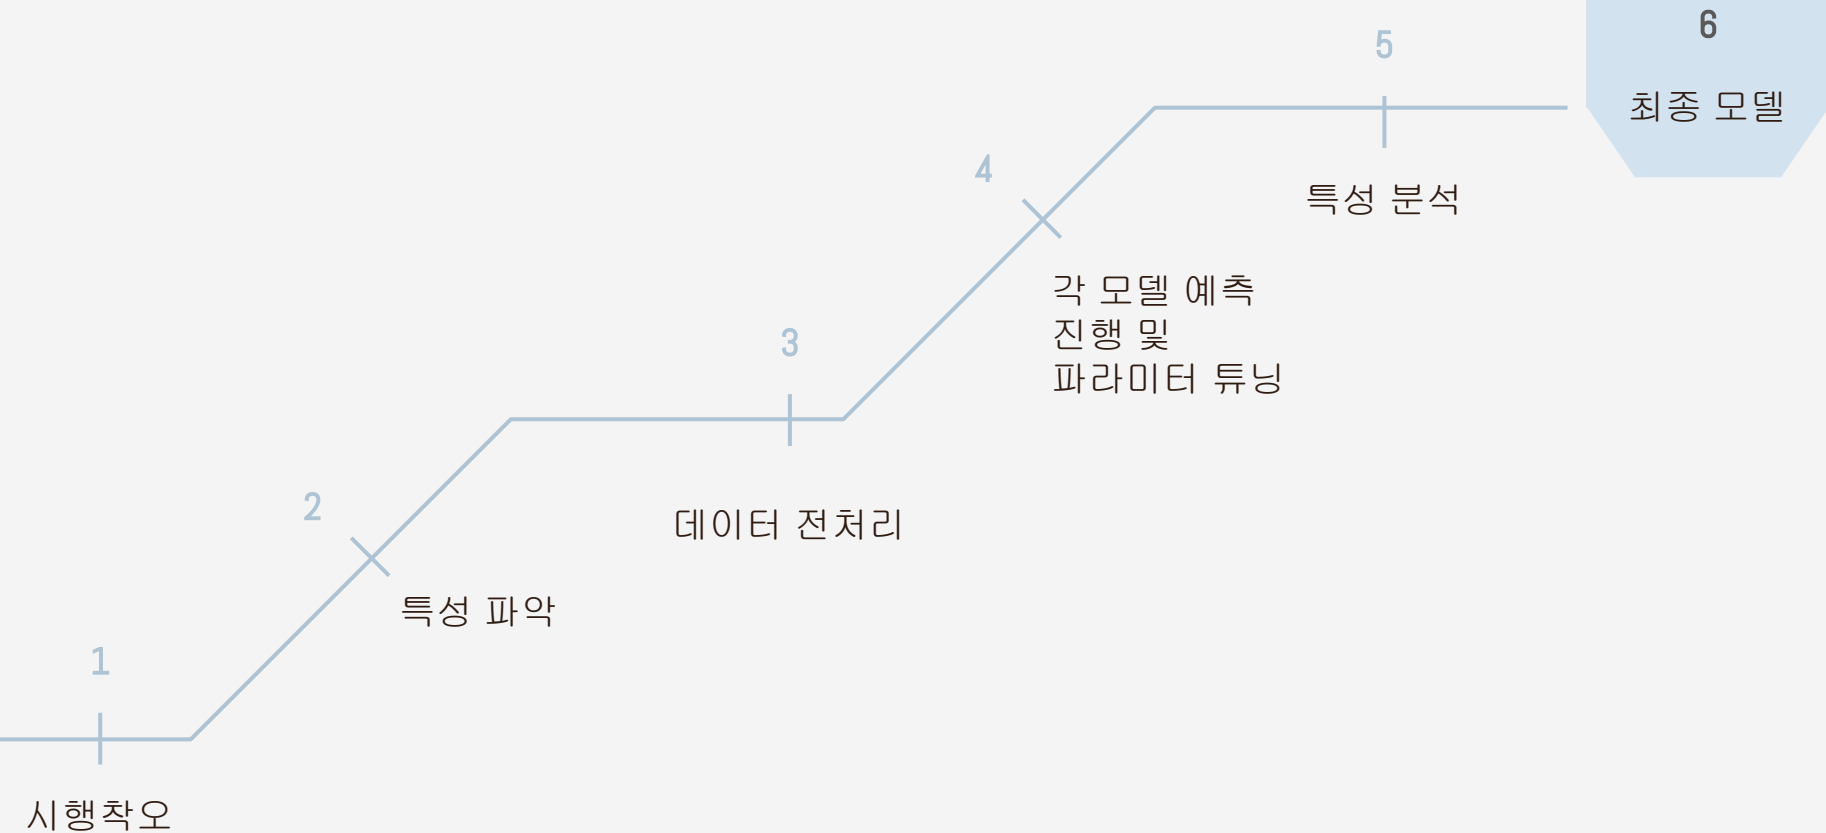 1
시행착오
2
특성 파악
3
데이터 전처리
4
각 모델 예측
진행 및
파라미터 튜닝
5
특성 분석
6
최종 모델